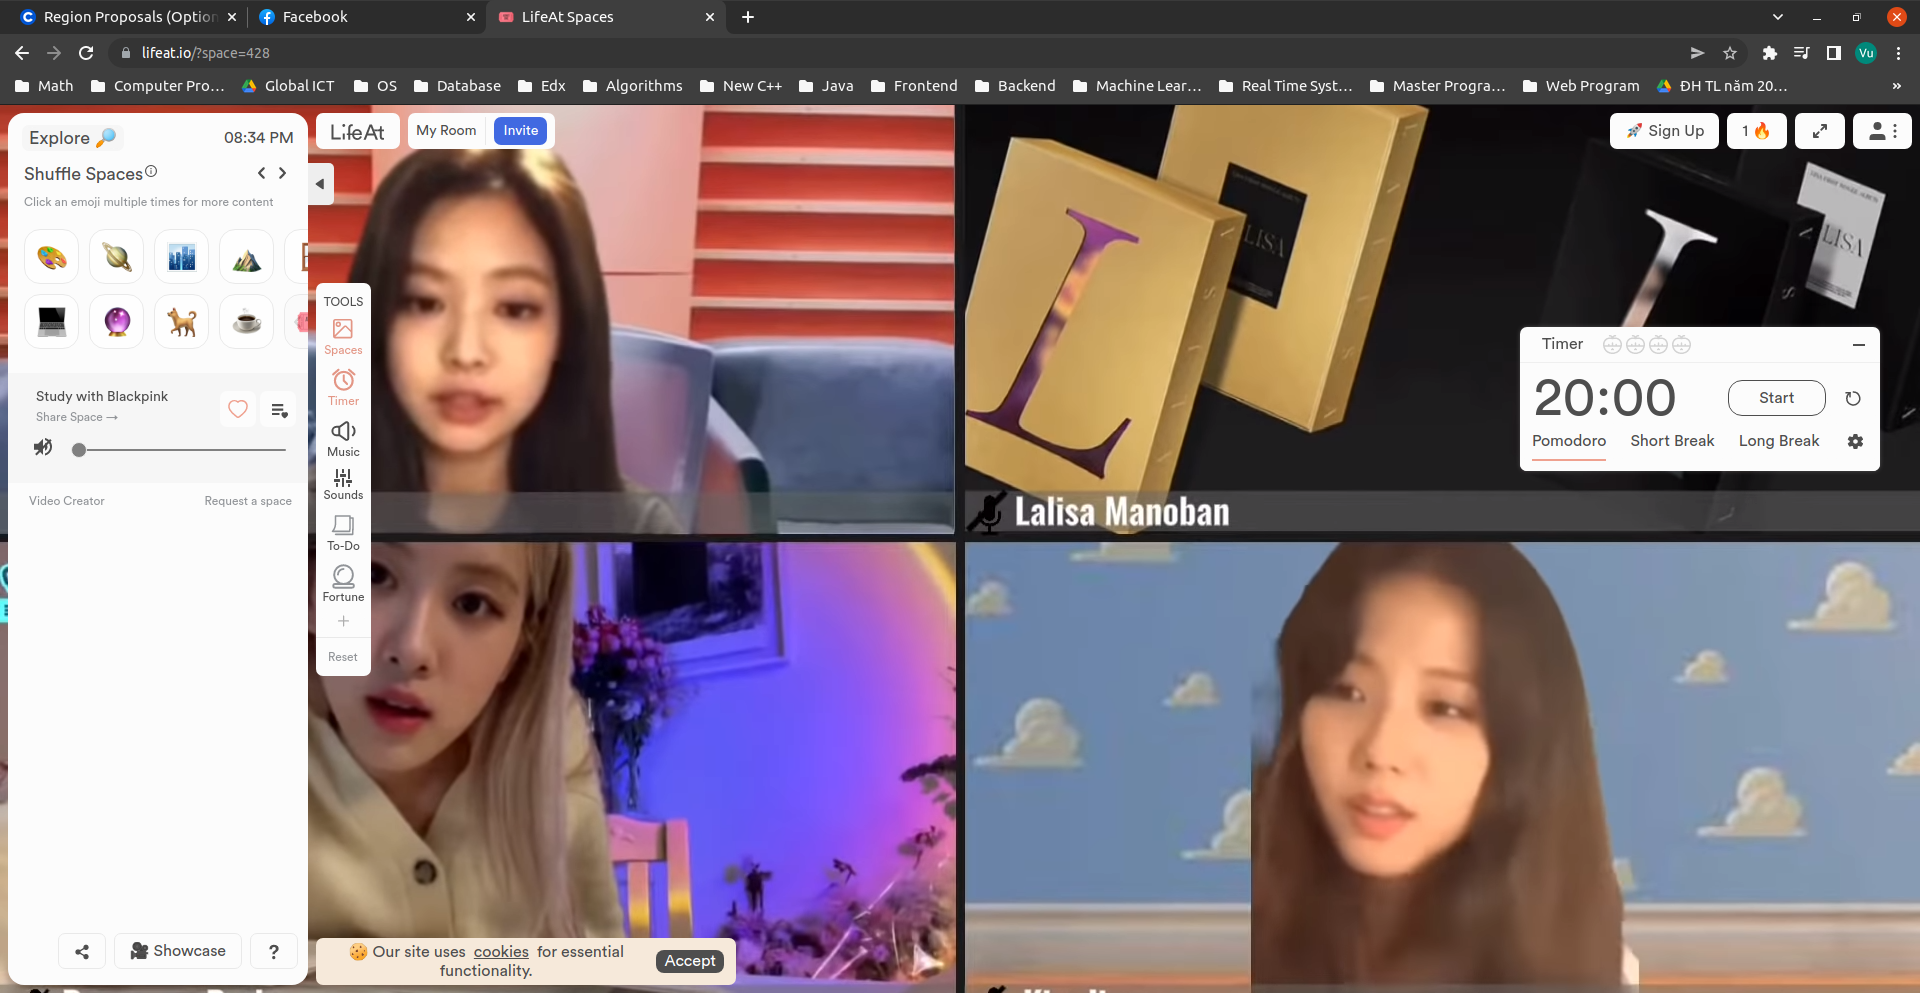 Region Proposals (Option
Facebook
LifeAt Spaces
lifeat.io/?space=428
Vu
Math
Computer Pro...
Global ICT
OS
Database
Edx
Algorithms
New C++
Java
Frontend
Backend
Machine Lear...
Real Time Syst...
Master Progra...
Web Program
ĐH TL năm 20...
»
Explore
08:34 PM
LifeAt
My Room
Invite
Sign Up
1
Shuffle Spaces
Click an emoji multiple times for more content
Study with Blackpink
Share Space →
Video Creator
Request a space
TOOLS
Spaces
Timer
Music
Sounds
To-Do
Fortune
+
Reset
LISA
LISA
L
Timer
20:00
Start
Pomodoro
Short Break
Long Break
Lalisa Manoban
Showcase
?
Our site uses cookies for essential
functionality.
Accept